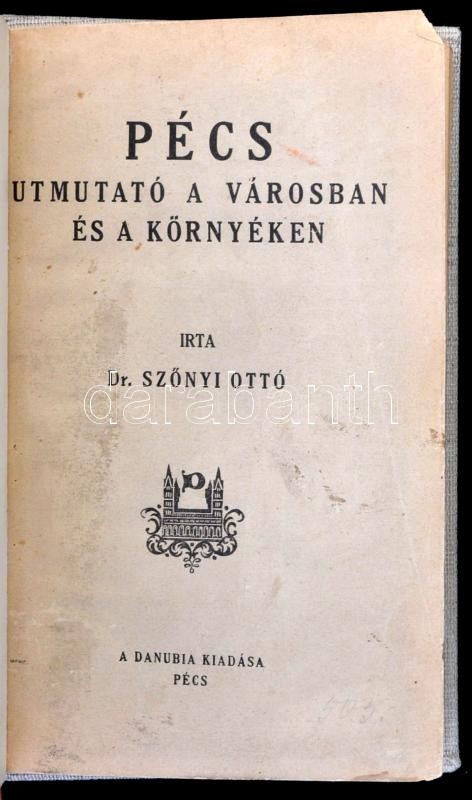 PÉCS
UTMUTATÓ A VÁROSBAN
ÉS A KÖRNYÉKEN
IRTA
Dr. SZŐNYI OTTÓ
darabanth
A DANUBIA KIADÁSA
PÉCS